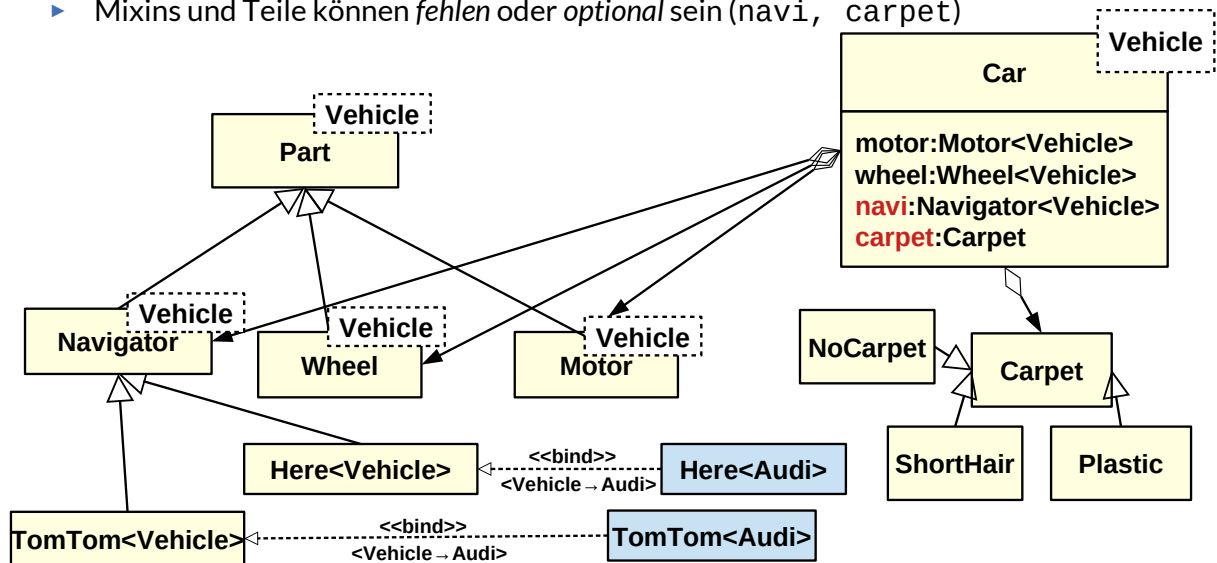 ► Mixins und Teile können fehlen oder optional sein (navi, carpet)
Vehicle
Car
motor:Motor<Vehicle>
wheel:Wheel<Vehicle>
navi:Navigator<Vehicle>
carpet:Carpet
Vehicle
Part
Vehicle
Navigator
Vehicle
Wheel
Vehicle
Motor
NoCarpet
Carpet
ShortHair
Plastic
Here<Vehicle>
<<bind>>
<Vehicle→Audi>
Here<Audi>
TomTom<Vehicle>
<<bind>>
<Vehicle→Audi>
TomTom<Audi>